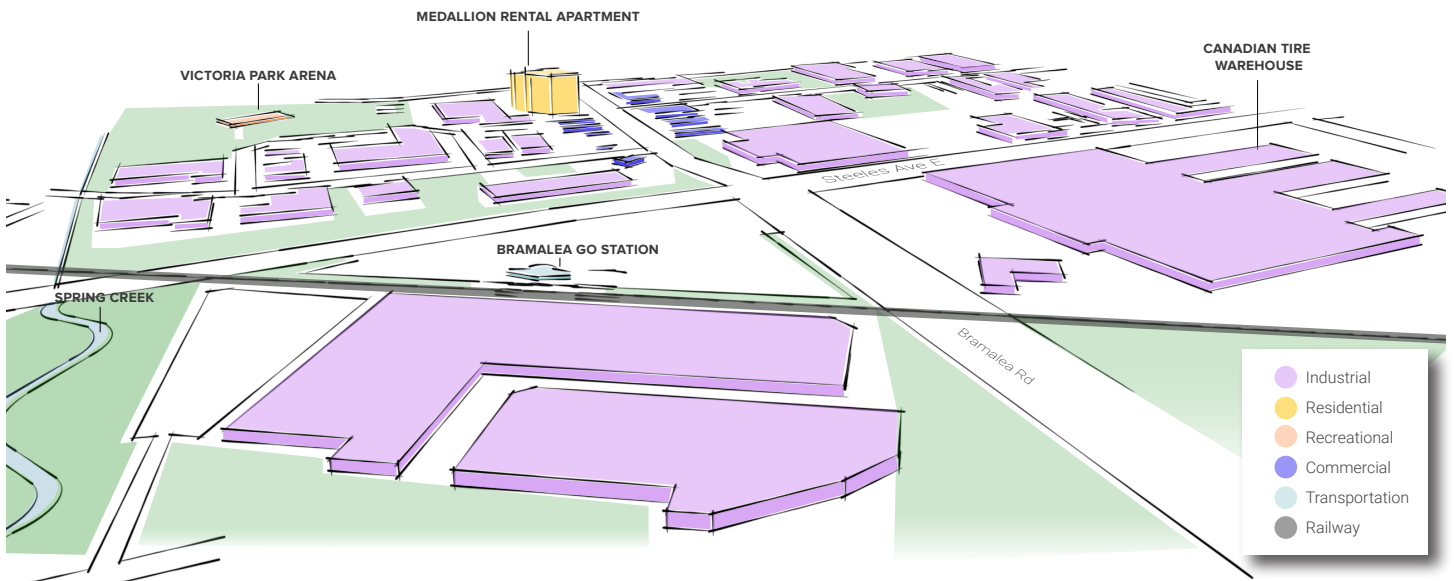 MEDALLION RENTAL APARTMENT
CANADIAN TIRE
WAREHOUSE
VICTORIA PARK ARENA
Steeles Ave E
BRAMALEA GO STATION
SPRING CREEK
Bramalea Rd
Industrial
Residential
Recreational
Commercial
Transportation
Railway